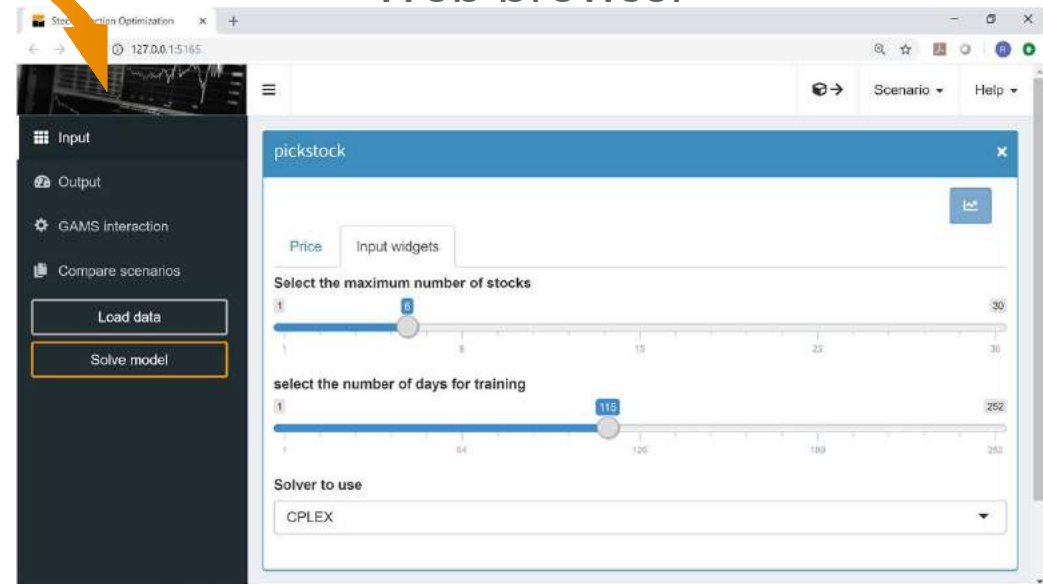 Web browser
Stoc ction Optimization × +
127.0.0.1:5165
R
Scenario Help
Input
pickstock ×
Output
GAMS interaction
Price Input widgets
Compare scenarios
Select the maximum number of stocks
1 6 30
Load data
1 8 15 23 30
Solve model
select the number of days for training
1 115 252
1 64 126 189 252
Solver to use
CPLEX